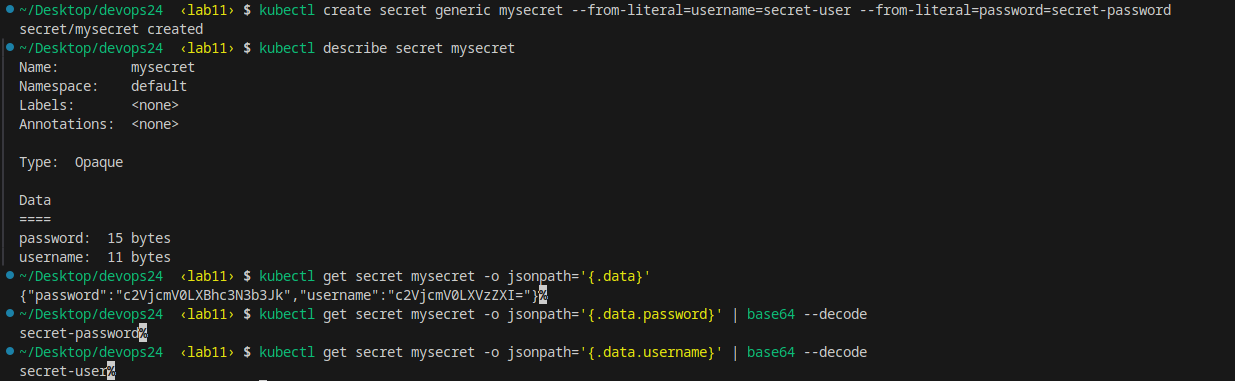 ~/Desktop/devops24 ‹lab11› $ kubectl create secret generic mysecret --from-literal=username=secret-user --from-literal=password=secret-password
secret/mysecret created
~/Desktop/devops24 ‹lab11› $ kubectl describe secret mysecret
Name: mysecret
Namespace: default
Labels: <none>
Annotations: <none>
Type: Opaque
Data
====
password: 15 bytes
username: 11 bytes
~/Desktop/devops24 ‹lab11› $ kubectl get secret mysecret -o jsonpath='{.data}'
{"password":"c2VjcmV0LXBhc3N3b3Jk","username":"c2VjcmV0LXVzZXI="}%
~/Desktop/devops24 ‹lab11› $ kubectl get secret mysecret -o jsonpath='{.data.password}' | base64 --decode
secret-password%
~/Desktop/devops24 ‹lab11› $ kubectl get secret mysecret -o jsonpath='{.data.username}' | base64 --decode
secret-user%